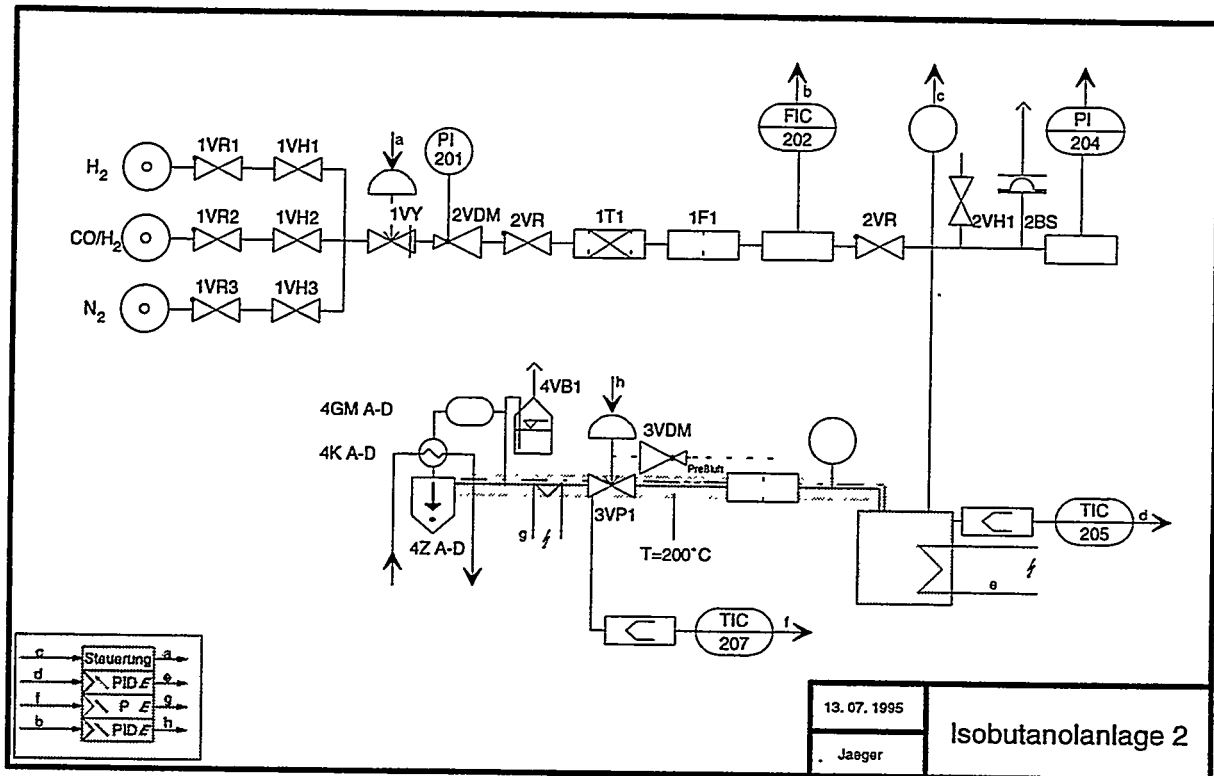 b
c
FIC
202
PI
204
PI
201
a
1VR1
1VH1
H2
1VR2
1VH2
1VY
2VDM
2VR
1T1
1F1
2VR
2VH1
2BS
CO/H2
1VR3
1VH3
N2
h
4VB1
4GM A-D
3VDM
4K A-D
Preßluft
3VP1
g
4Z A-D
T=200°C
TIC
205
d
e
TIC
207
f
c Steuerung a
d PID e
f P g
b PID h
13. 07. 1995
Jaeger
Isobutanolanlage 2